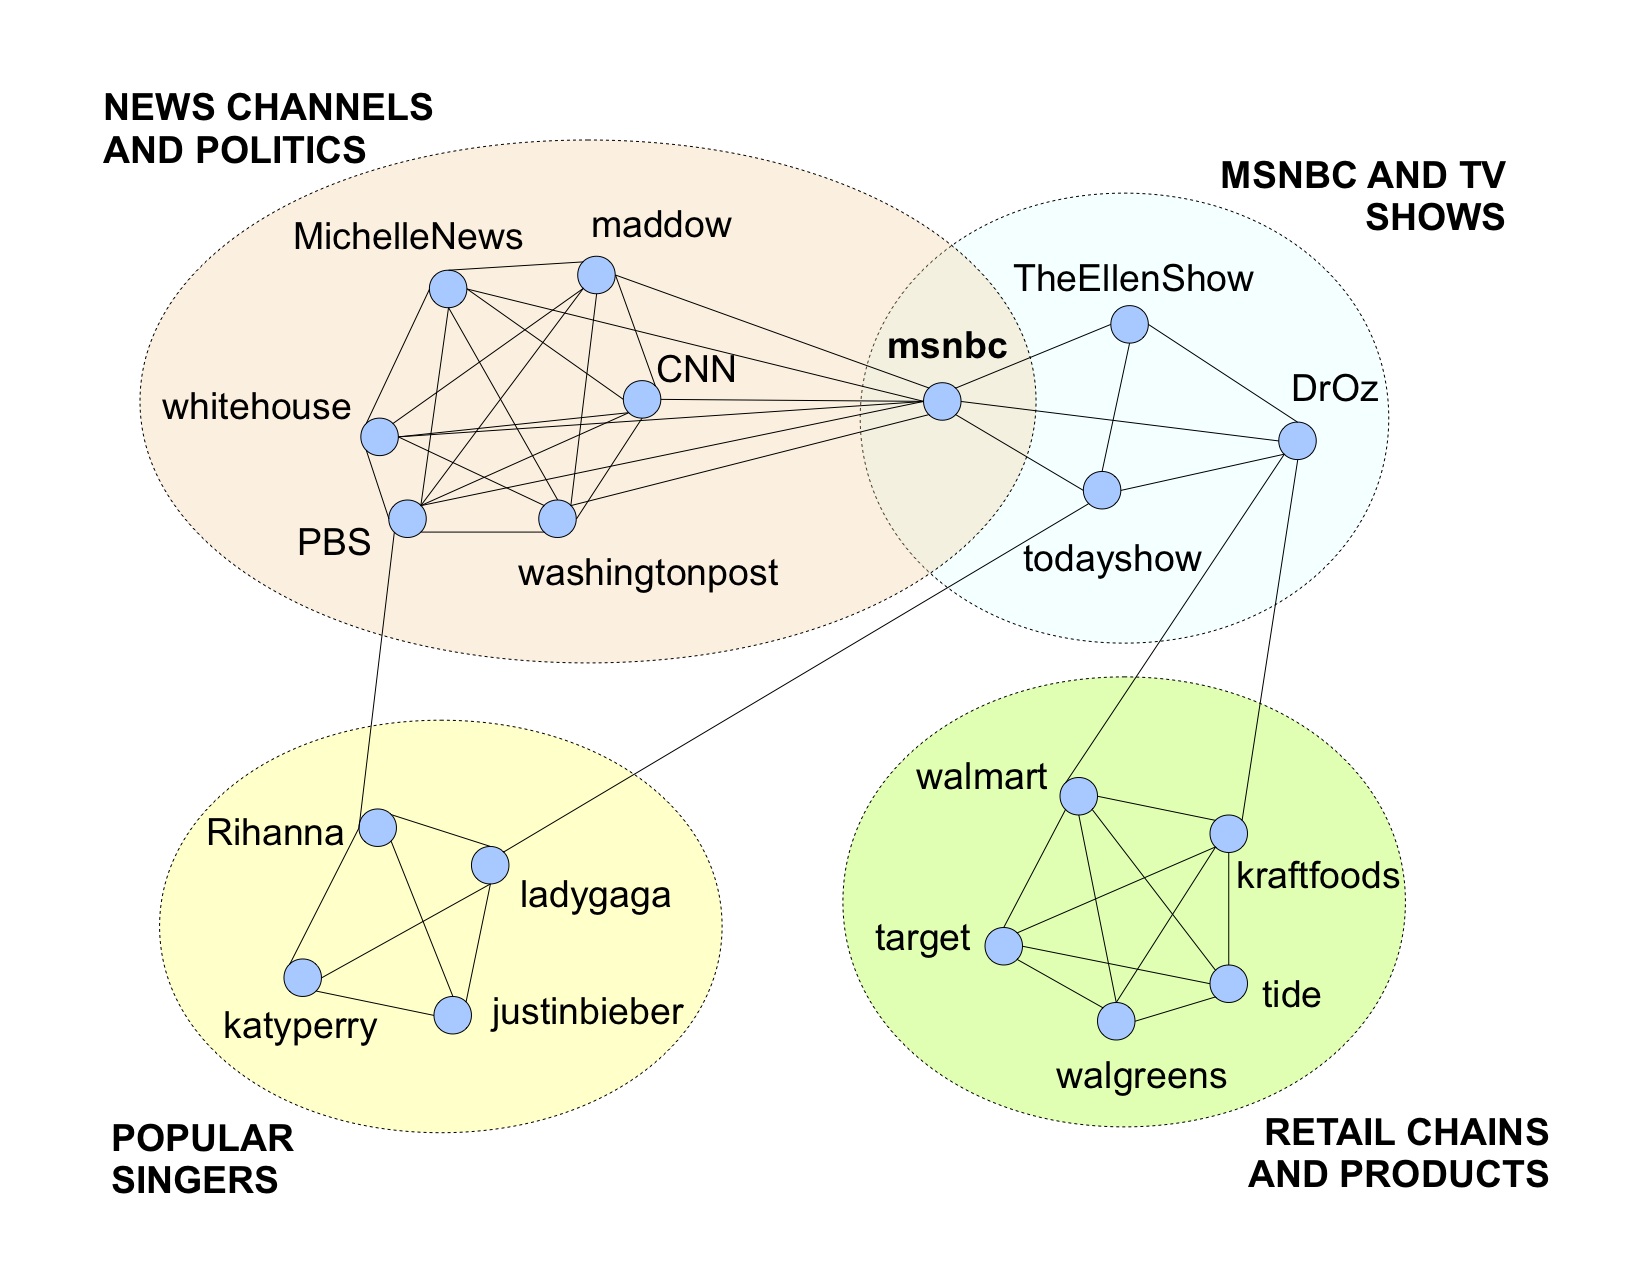 NEWS CHANNELS
AND POLITICS
MSNBC AND TV
SHOWS
MichelleNews
maddow
TheEllenShow
msnbc
CNN
DrOz
whitehouse
PBS
washingtonpost
todayshow
walmart
Rihanna
kraftfoods
ladygaga
target
tide
justinbieber
katyperry
walgreens
POPULAR
SINGERS
RETAIL CHAINS
AND PRODUCTS